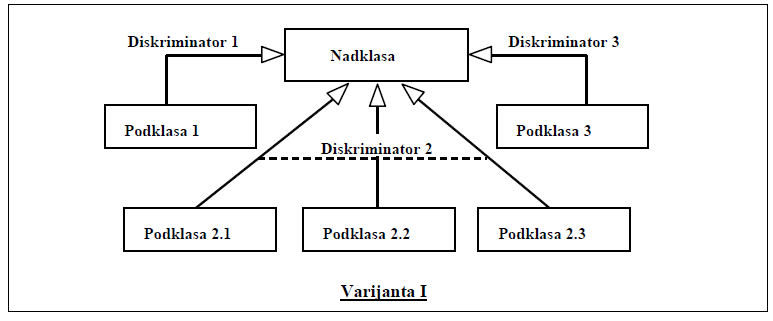 Diskriminator 1
Nadklasa
Diskriminator 3
Podklasa 1
Podklasa 3
Diskriminator 2
Podklasa 2.1
Podklasa 2.2
Podklasa 2.3
Varijanta I